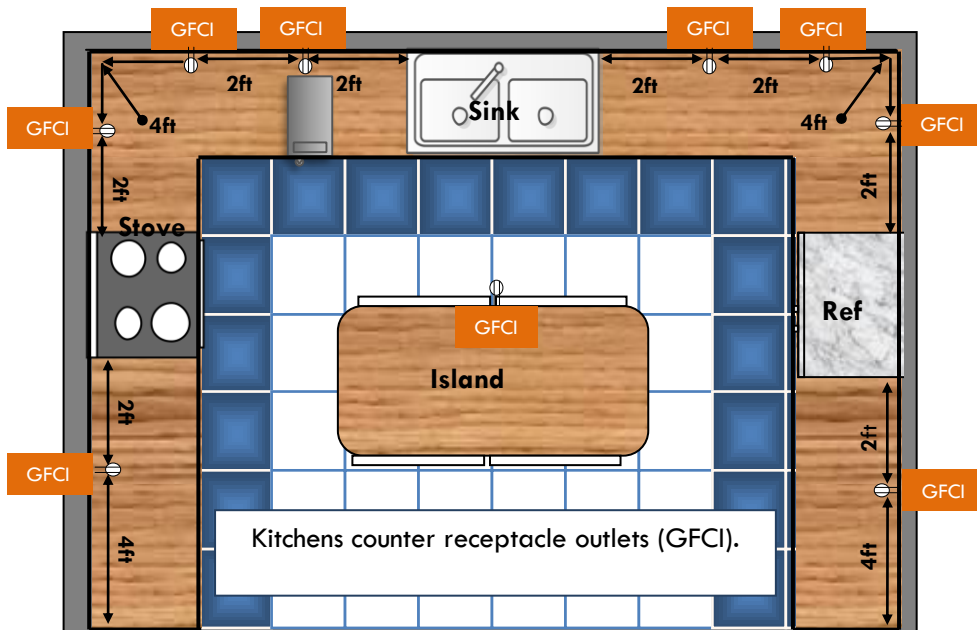 GFCI
GFCI
GFCI
GFCI
2ft
2ft
2ft
2ft
Sink
GFCI
4ft
4ft
GFCI
2ft
2ft
Stove
Ref
GFCI
Island
2ft
2ft
GFCI
GFCI
4ft
4ft
Kitchens counter receptacle outlets (GFCI).